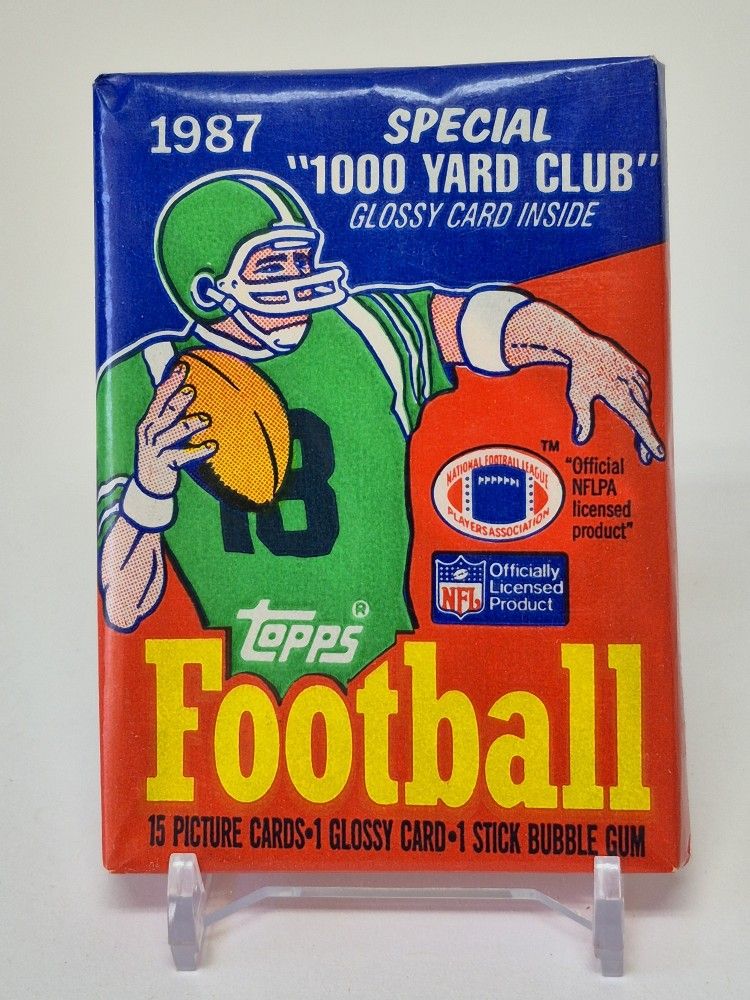 1987
SPECIAL
"1000 YARD CLUB"
GLOSSY CARD INSIDE
18
TM
NATIONAL FOOTBALL LEAGUE
PLAYERS ASSOCIATION
"Official
NFLPA
licensed
product"
NFL
Officially
Licensed
Product
TOPPS®
Football
15 PICTURE CARDS•1 GLOSSY CARD•1 STICK BUBBLE GUM